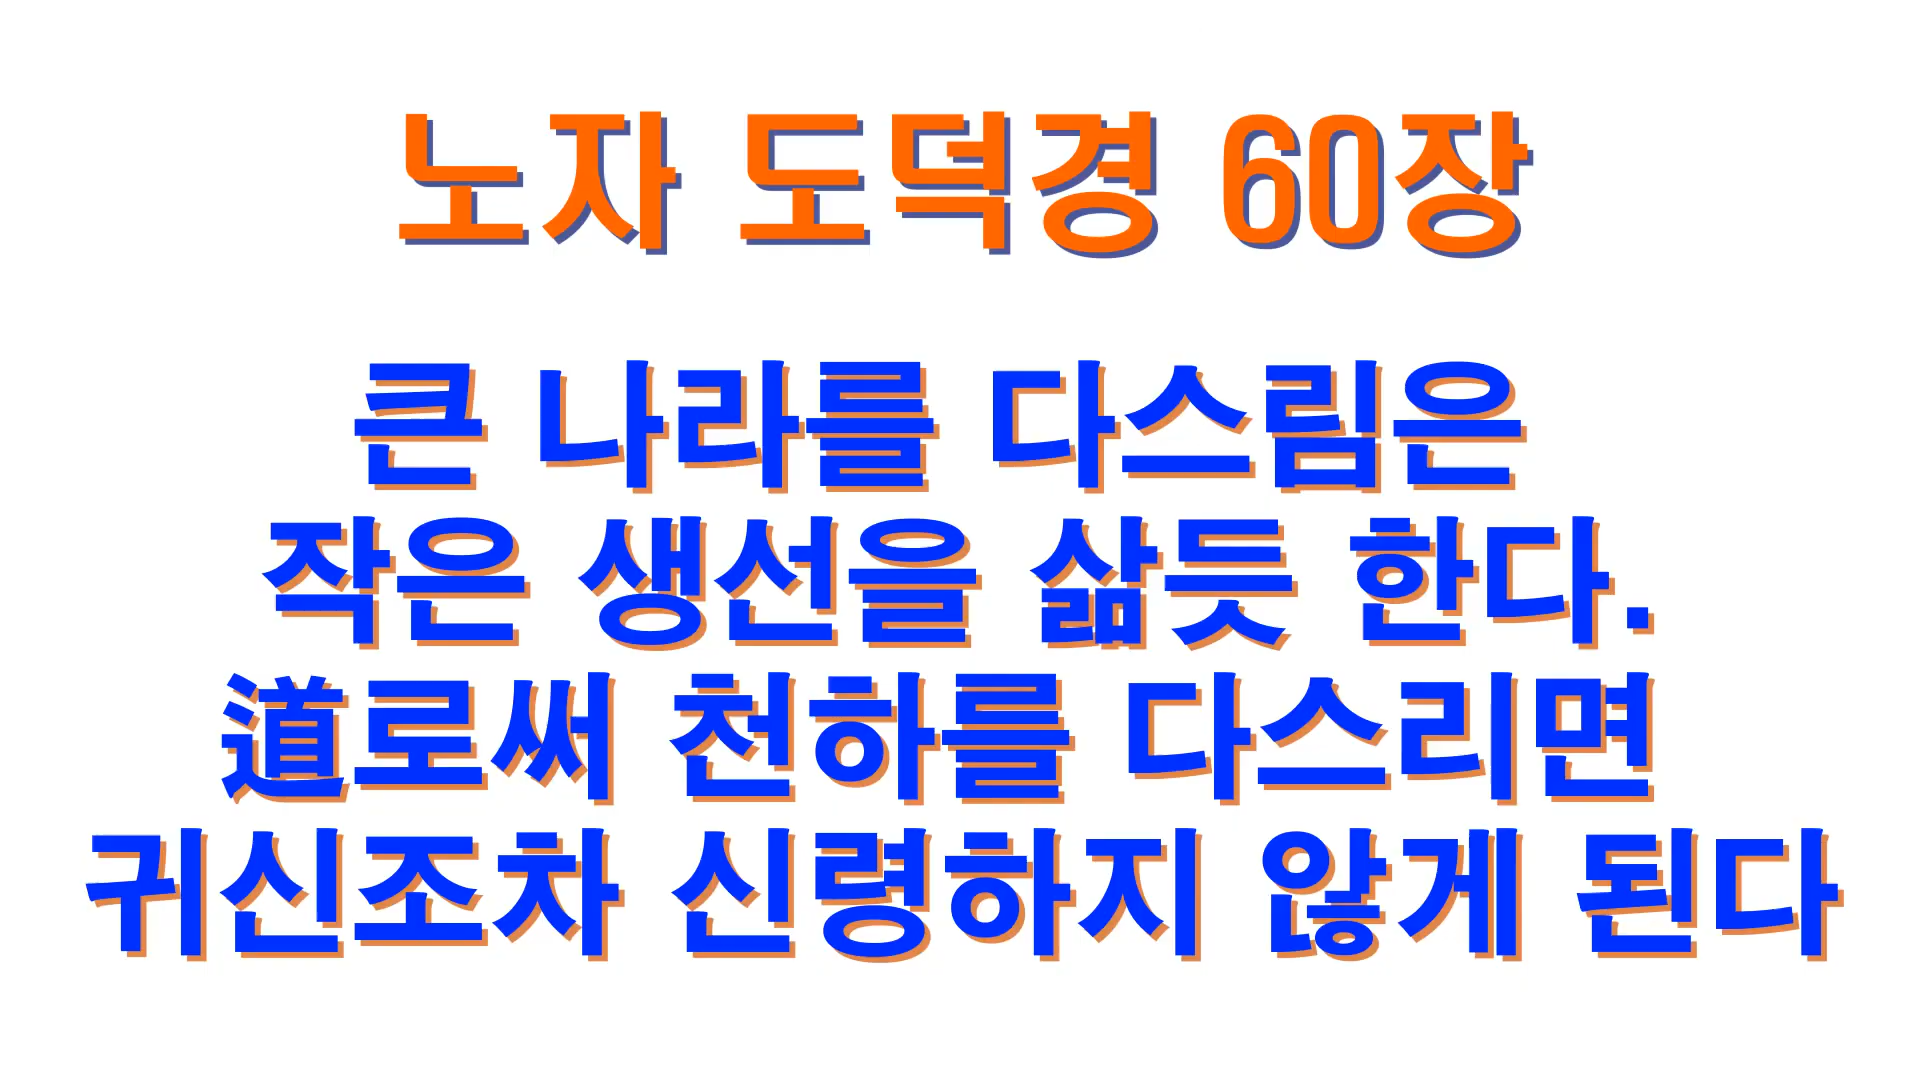 노자 도덕경 60장
큰 나라를 다스림은
작은 생선을 삶듯 한다.
道로써 천하를 다스리면
귀신조차 신령하지 않게 된다